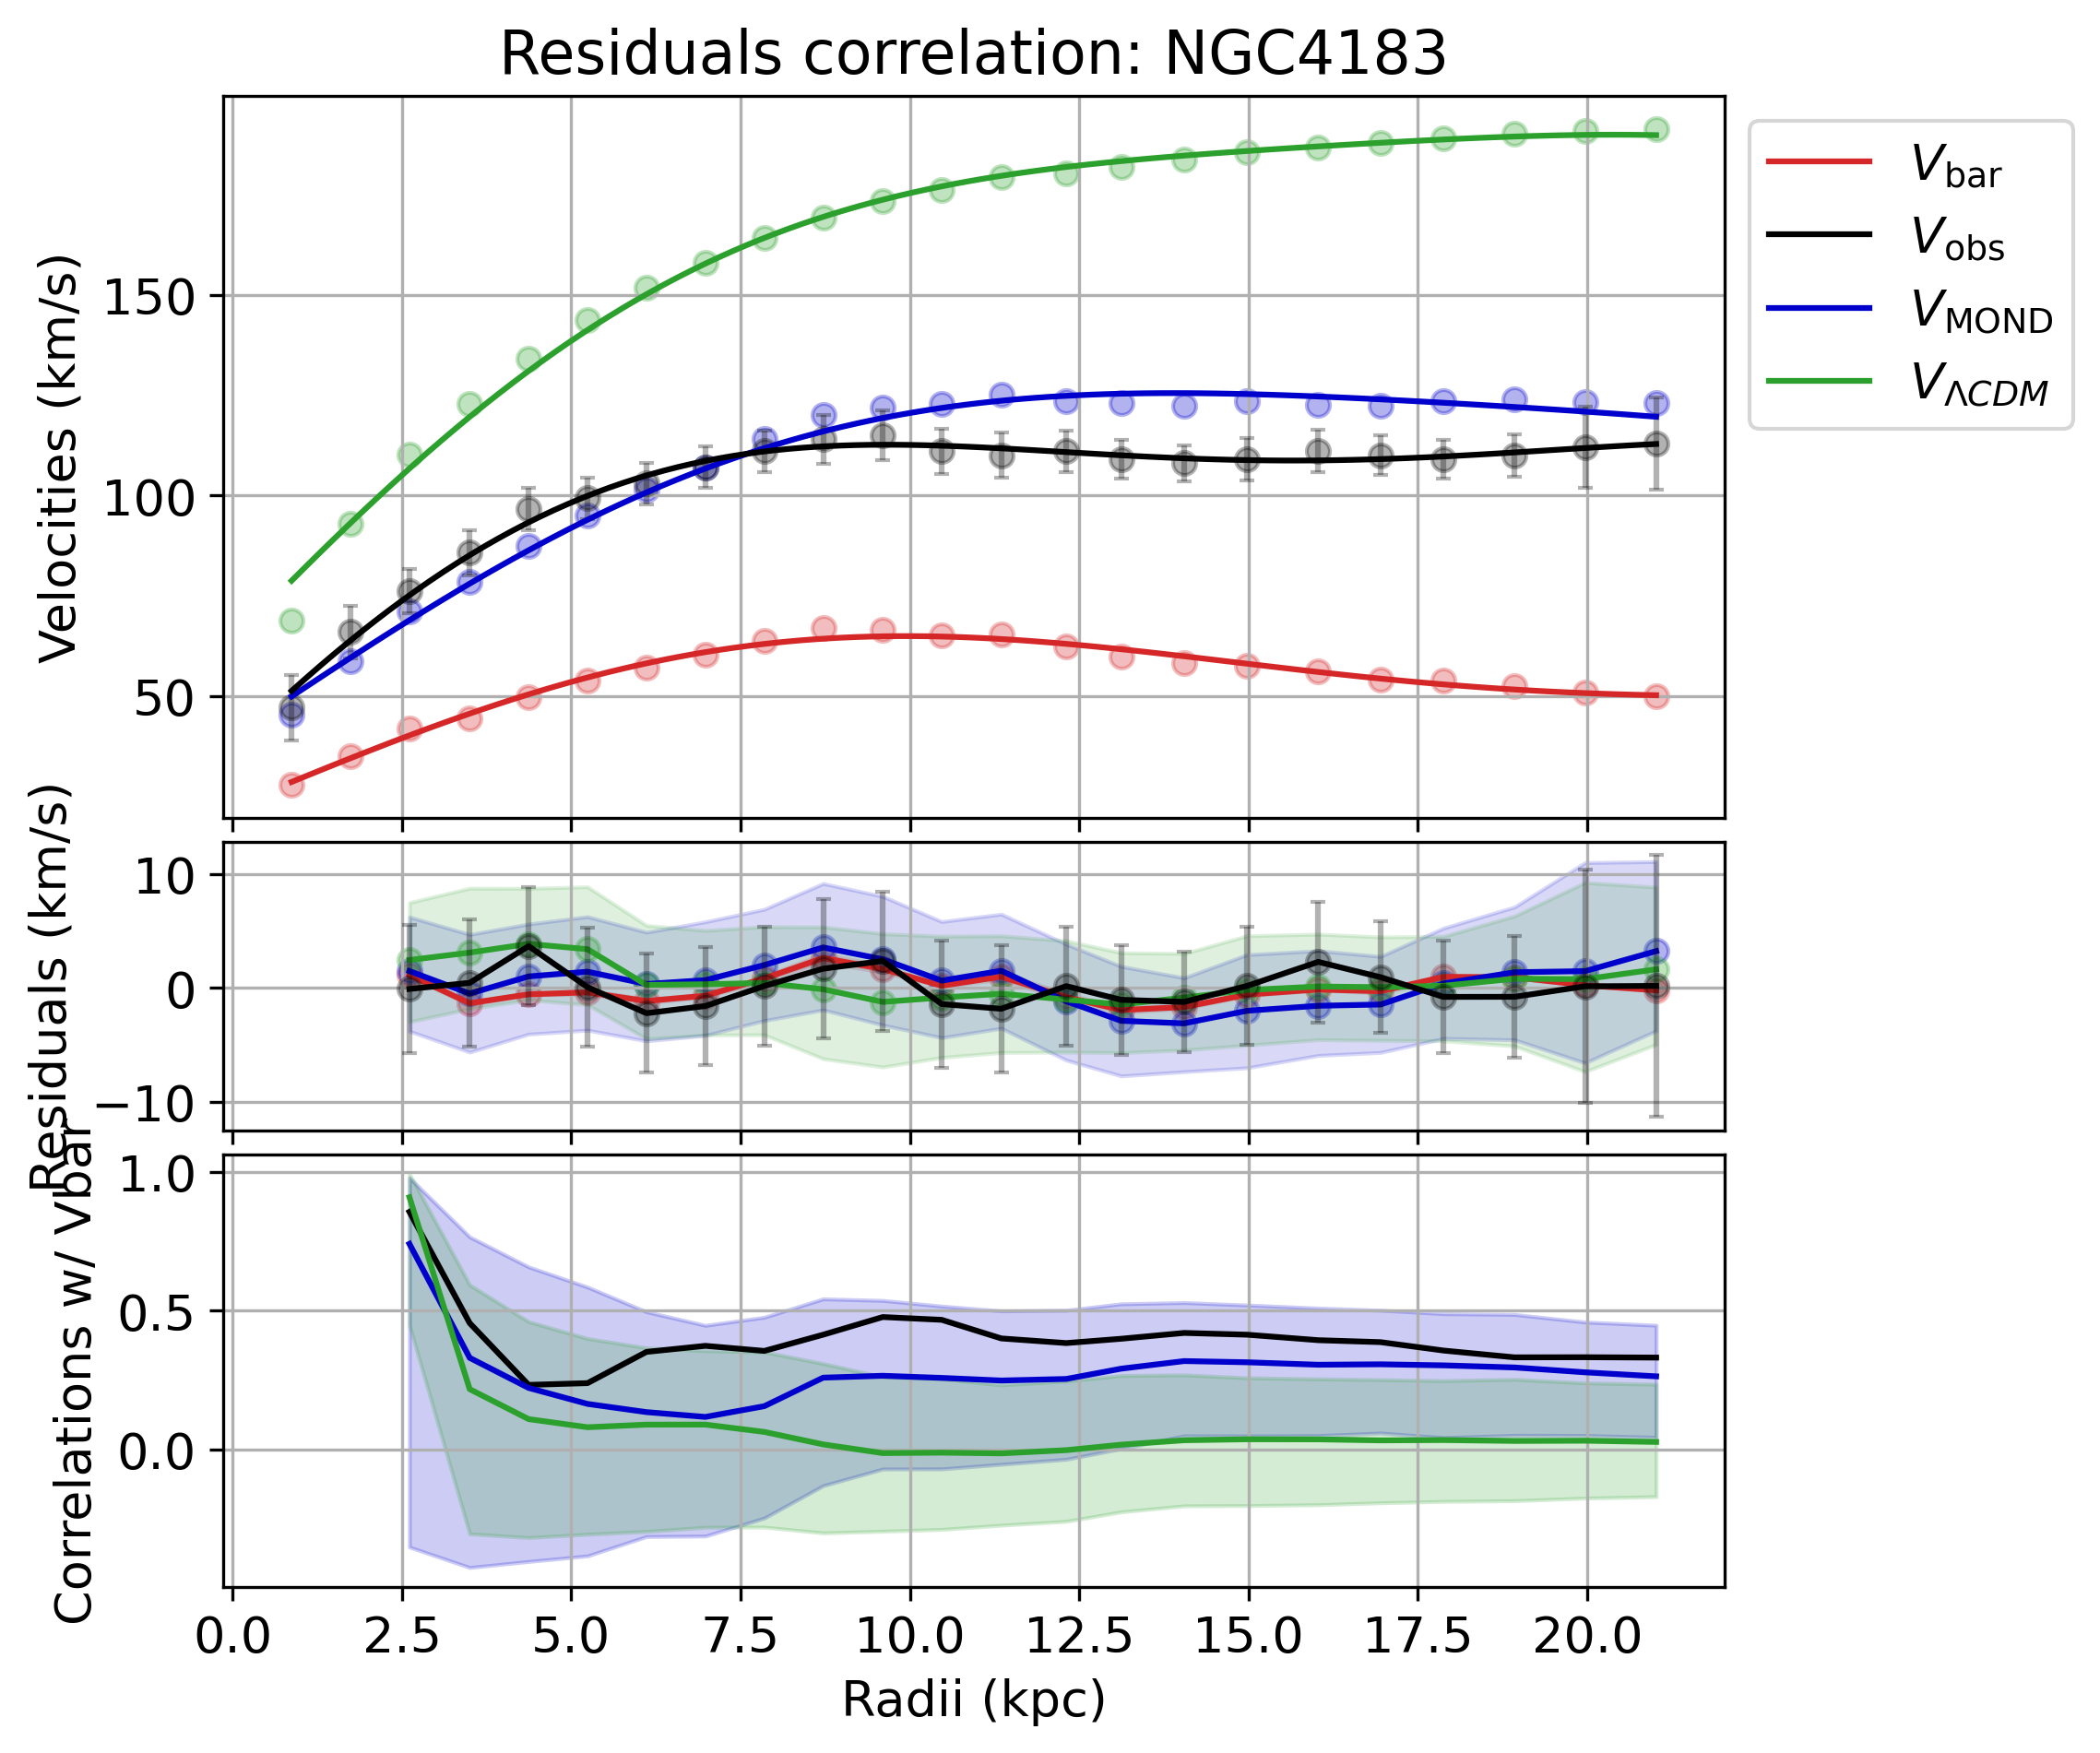 Residuals correlation: NGC4183
Velocities (km/s)
150
100
50
V_bar
V_obs
V_MOND
V_ΛCDM
Residuals (km/s)
10
0
−10
Correlations w/ Vbar
1.0
0.5
0.0
0.0 2.5 5.0 7.5 10.0 12.5 15.0 17.5 20.0
Radii (kpc)